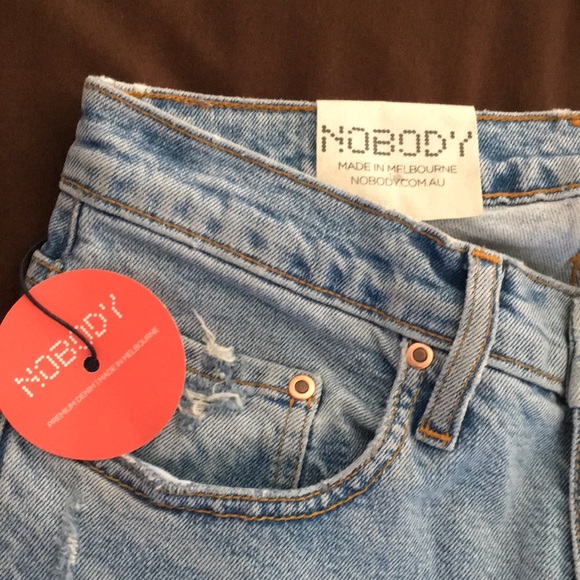 NOBODY
MADE IN MELBOURNE
NOBODY.COM.AU
NOBODY
PREMIUM DENIM | MADE IN MELBOURNE